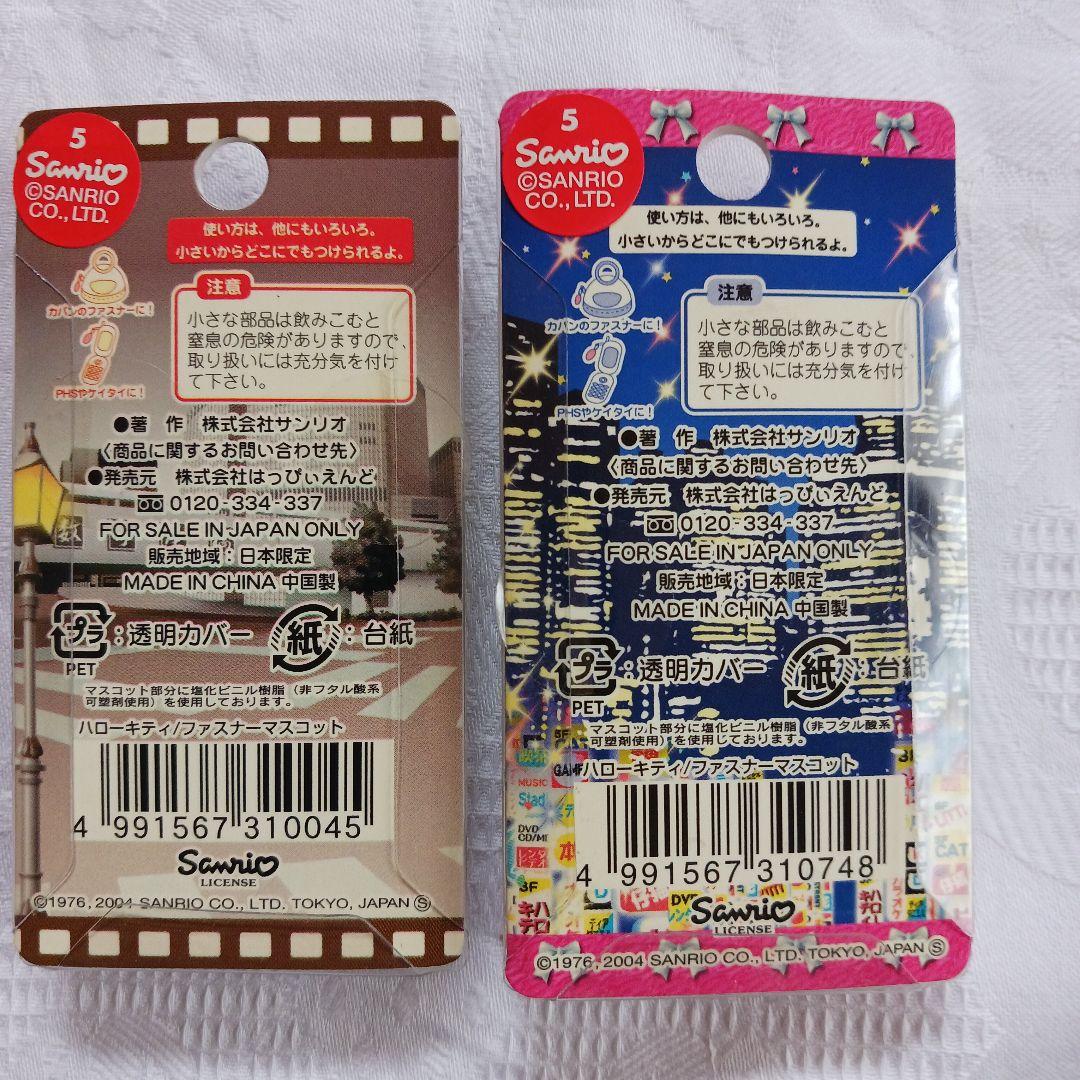 5
Sanrio
©SANRIO
CO., LTD.
使い方は、他にもいろいろ。
小さいからどこにでもつけられるよ。
カバンのファスナーに!
PHSやケイタイに!
注意
小さな部品は飲みこむと
窒息の危険がありますので、
取り扱いには充分気を付け
て下さい。
●著 作 株式会社サンリオ
〈商品に関するお問い合わせ先〉
●発売元 株式会社はっぴぃえんど
0120-334-337
FOR SALE IN JAPAN ONLY
販売地域:日本限定
MADE IN CHINA 中国製
プラ:透明カバー 紙:台紙
PET
マスコット部分に塩化ビニル樹脂(非フタル酸系
可塑剤使用)を使用しております。
ハローキティ/ファスナーマスコット
4 991567 310045
Sanrio
LICENSE
©1976, 2004 SANRIO CO., LTD. TOKYO, JAPAN Ⓢ
5
Sanrio
©SANRIO
CO., LTD.
使い方は、他にもいろいろ。
小さいからどこにでもつけられるよ。
カバンのファスナーに!
PHSやケイタイに!
注意
小さな部品は飲みこむと
窒息の危険がありますので、
取り扱いには充分気を付け
て下さい。
●著 作 株式会社サンリオ
〈商品に関するお問い合わせ先〉
●発売元 株式会社はっぴぃえんど
0120-334-337
FOR SALE IN JAPAN ONLY
販売地域:日本限定
MADE IN CHINA 中国製
プラ:透明カバー 紙:台紙
PET
マスコット部分に塩化ビニル樹脂(非フタル酸系
可塑剤使用)を使用しております。
ハローキティ/ファスナーマスコット
MUSIC
DVD
本
CAT
4 991567 310748
Sanrio
LICENSE
©1976, 2004 SANRIO CO., LTD. TOKYO, JAPAN Ⓢ